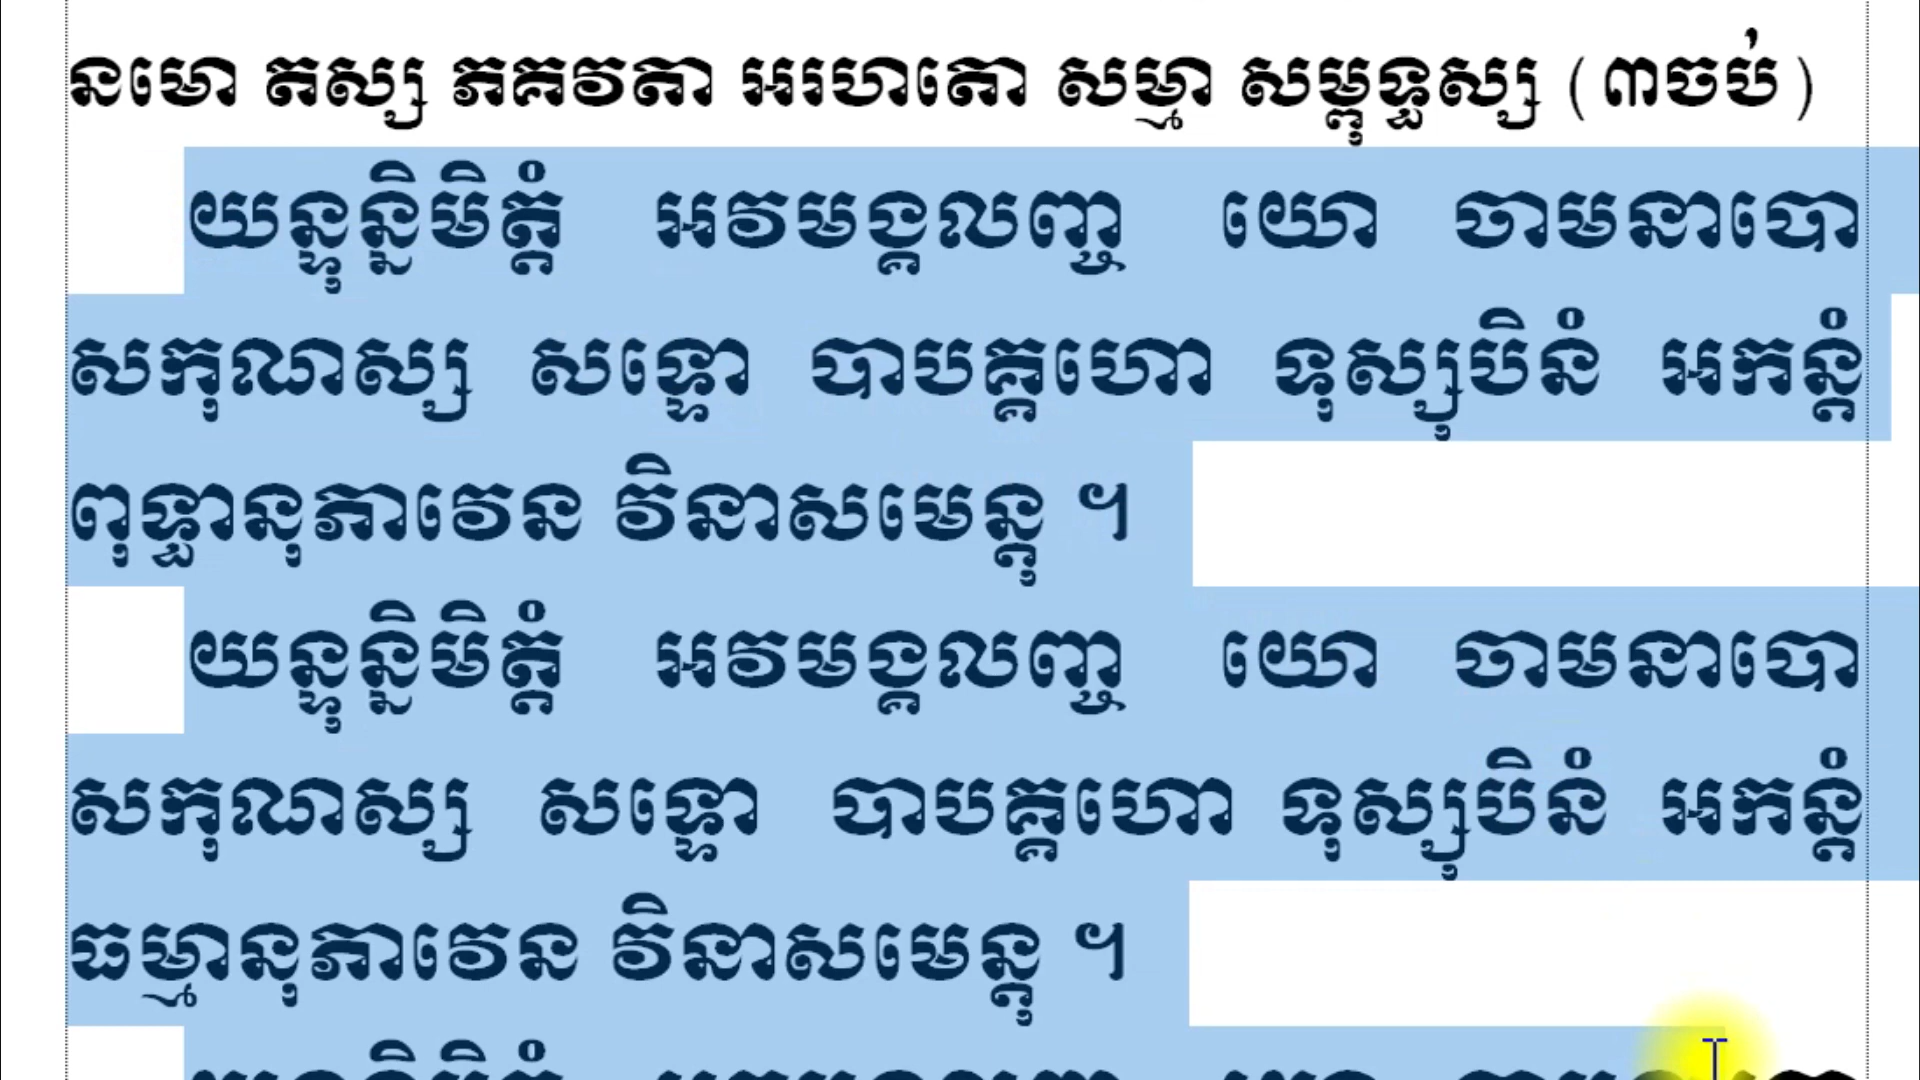 នមោ តស្ស ភគវតា អរហតោ សម្មា សម្ពុទ្ធស្ស (៣ចប់)
យន្ទុន្និមិត្តំ អវមង្គលញ្ច យោ ចាមនាបោ
សកុណស្ស សទ្ទោ បាបគ្គហោ ទុស្សុបិនំ អកន្តំ
ពុទ្ធានុភាវេន វិនាសមេន្តុ ។
យន្ទុន្និមិត្តំ អវមង្គលញ្ច យោ ចាមនាបោ
សកុណស្ស សទ្ទោ បាបគ្គហោ ទុស្សុបិនំ អកន្តំ
ធម្មានុភាវេន វិនាសមេន្តុ ។